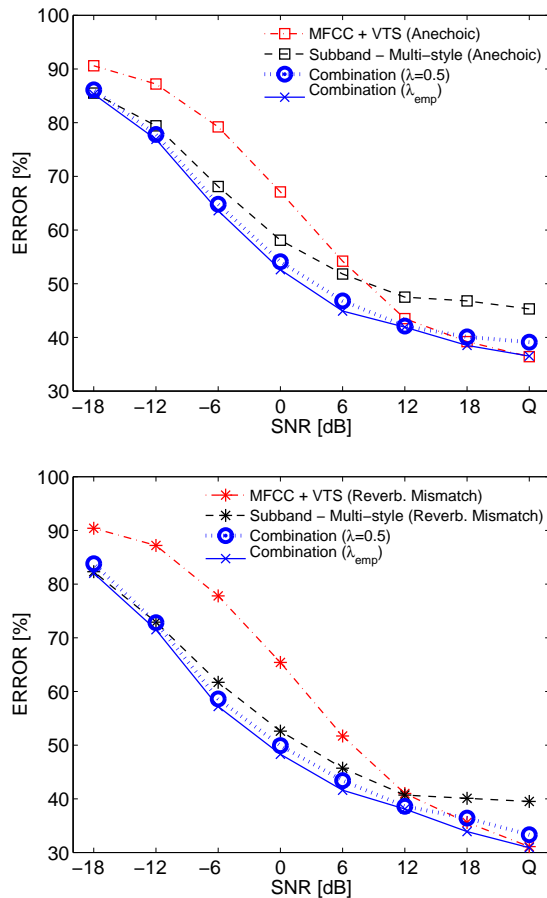 100
90
80
70
60
50
40
30
ERROR [%]
MFCC + VTS (Anechoic)
Subband − Multi−style (Anechoic)
Combination (λ=0.5)
Combination (λemp)
−18 −12 −6 0 6 12 18 Q
SNR [dB]
100
90
80
70
60
50
40
30
ERROR [%]
MFCC + VTS (Reverb. Mismatch)
Subband − Multi−style (Reverb. Mismatch)
Combination (λ=0.5)
Combination (λemp)
−18 −12 −6 0 6 12 18 Q
SNR [dB]